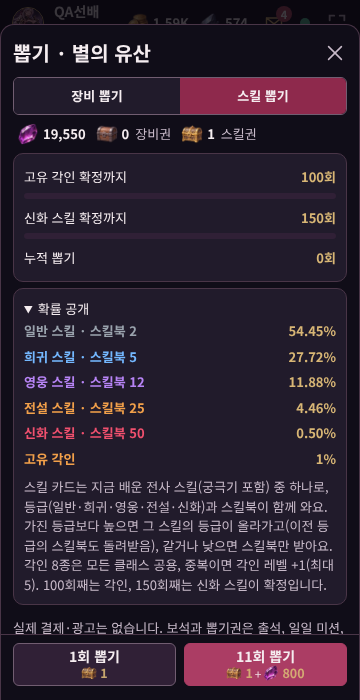 QA선배
1.59K
574
4
뽑기 · 별의 유산
장비 뽑기
스킬 뽑기
19,550
0 장비권
1 스킬권
고유 각인 확정까지
100회
신화 스킬 확정까지
150회
누적 뽑기
0회
▼ 확률 공개
일반 스킬 · 스킬북 2
54.45%
희귀 스킬 · 스킬북 5
27.72%
영웅 스킬 · 스킬북 12
11.88%
전설 스킬 · 스킬북 25
4.46%
신화 스킬 · 스킬북 50
0.50%
고유 각인
1%
스킬 카드는 지금 배운 전사 스킬(궁극기 포함) 중 하나로,
등급(일반·희귀·영웅·전설·신화)과 스킬북이 함께 와요.
가진 등급보다 높으면 그 스킬의 등급이 올라가고(이전 등
급의 스킬북도 돌려받음), 같거나 낮으면 스킬북만 받아요.
각인 8종은 모든 클래스 공용, 중복이면 각인 레벨 +1(최대
5). 100회째는 각인, 150회째는 신화 스킬이 확정입니다.
실제 결제·광고는 없습니다. 보석과 뽑기권은 출석, 일일 미션,
1회 뽑기
1
11회 뽑기
1 + 800